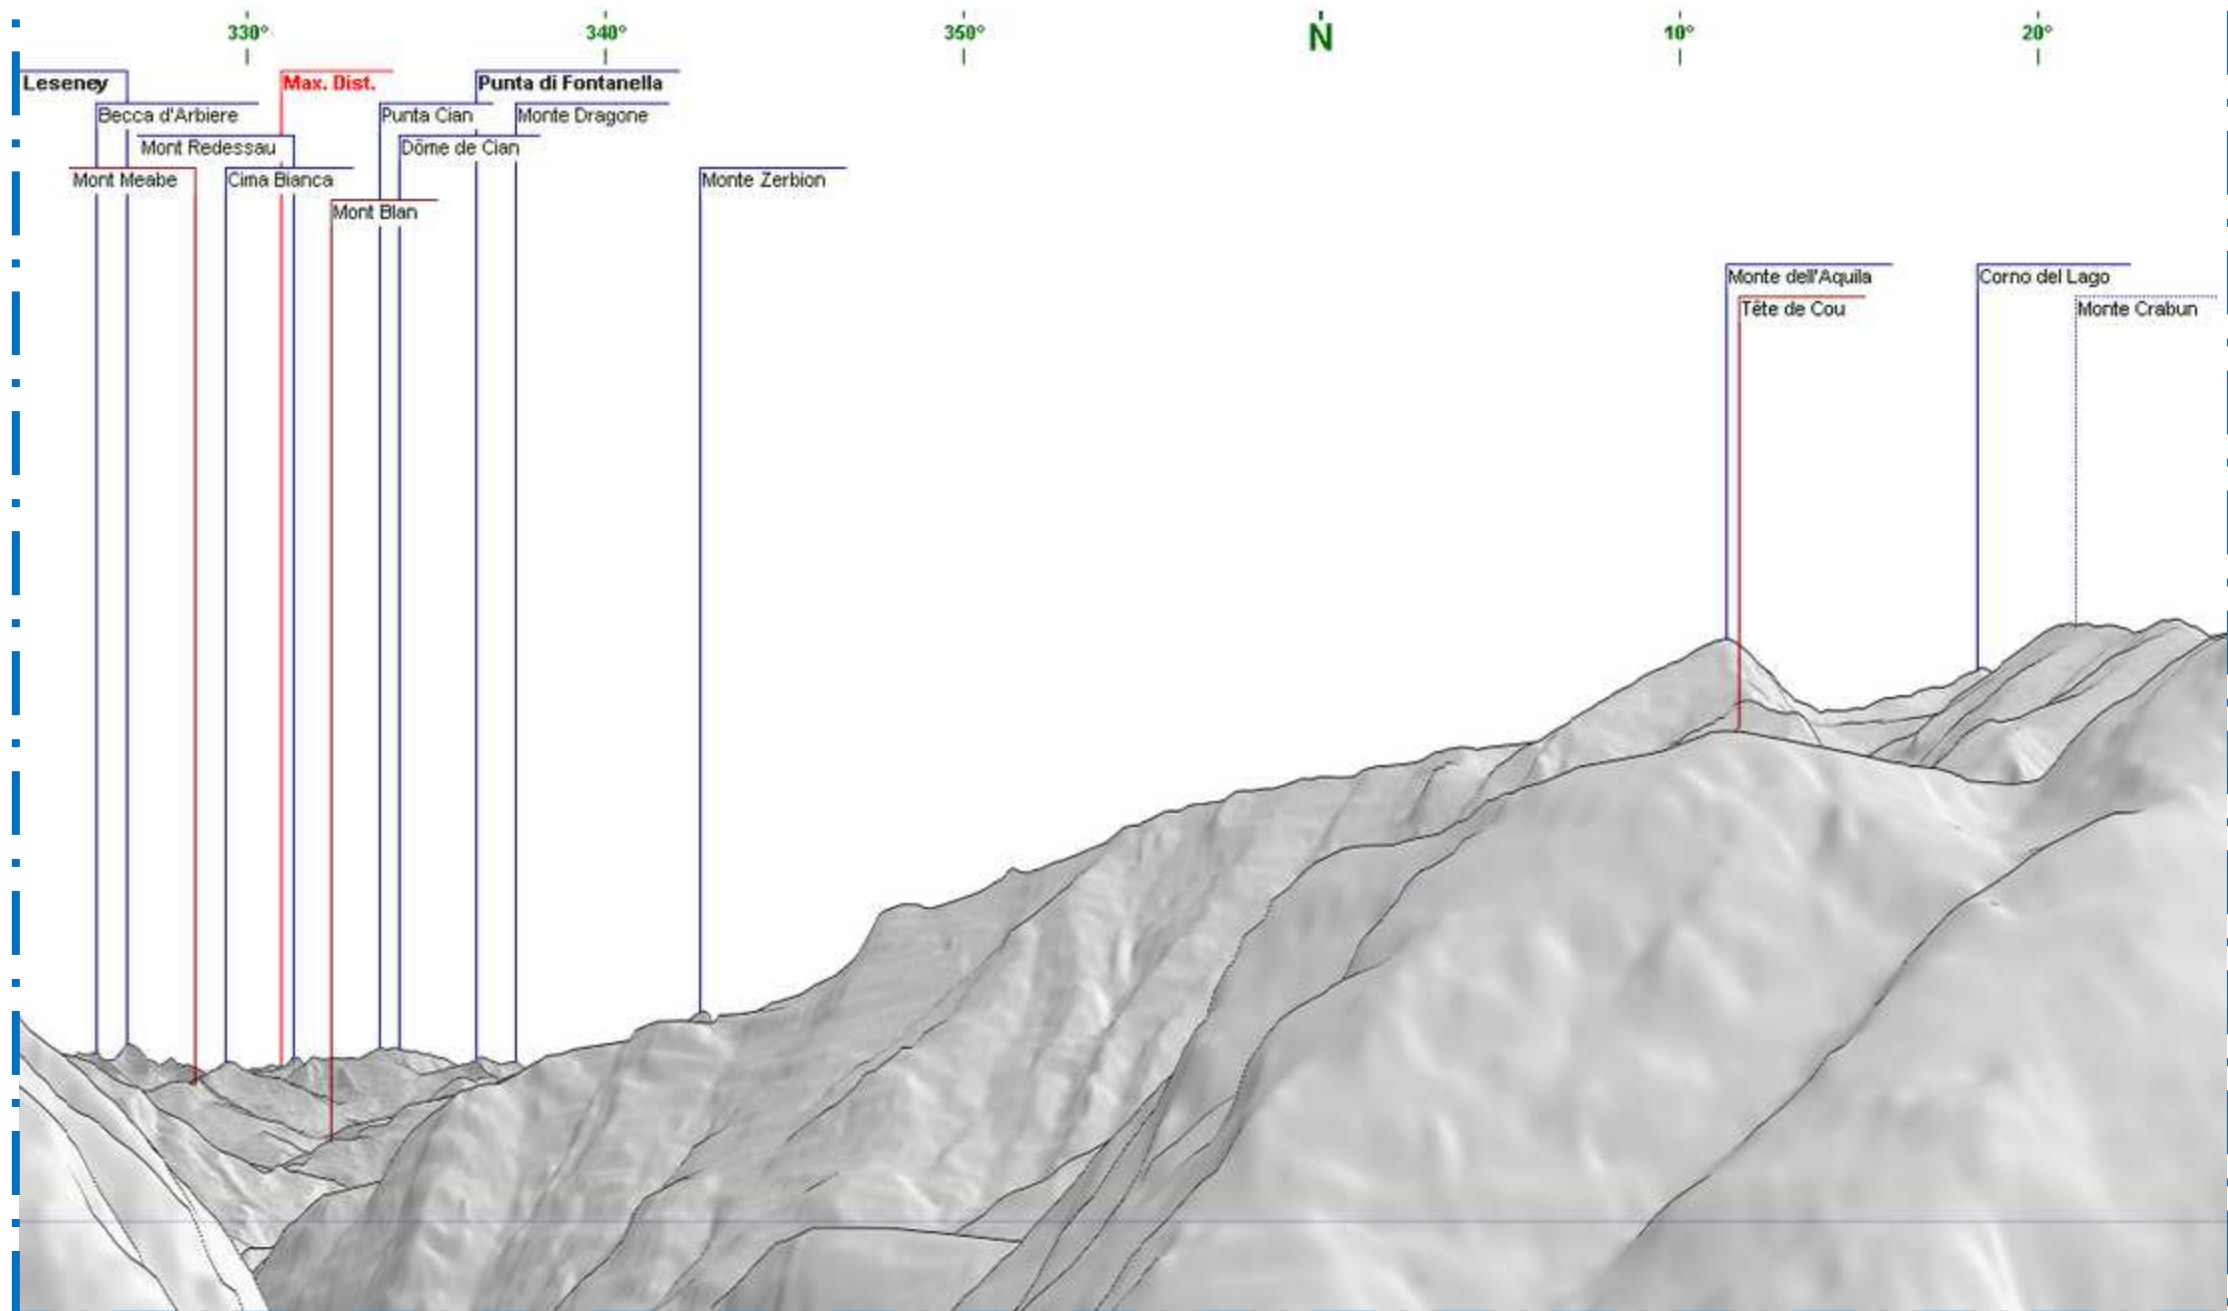 330° 340° 350° N 10° 20°
Leseney Max. Dist. Punta di Fontanella
Becca d'Arbiere Punta Cian Monte Dragone
Mont Redessau Dôme de Cian
Mont Meabe Cima Bianca Monte Zerbion
Mont Blan
Monte dell'Aquila Corno del Lago
Tête de Cou Monte Crabun